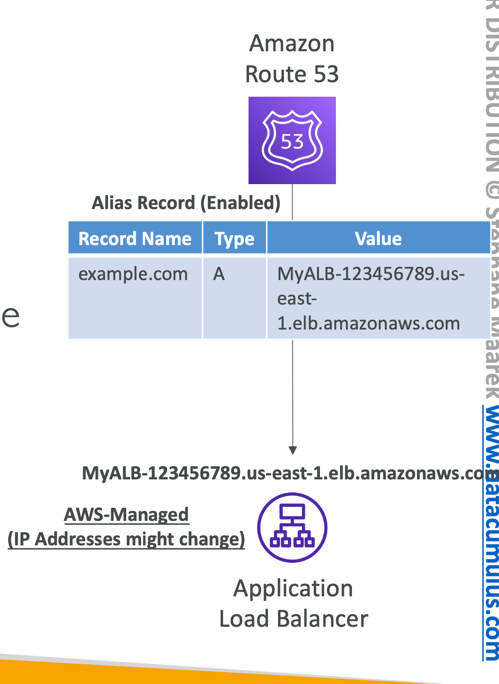 Amazon
Route 53
53
Alias Record (Enabled)
Record Name Type Value
example.com A MyALB-123456789.us-
east-
1.elb.amazonaws.com
e
MyALB-123456789.us-east-1.elb.amazonaws.com
AWS-Managed
(IP Addresses might change)
Application
Load Balancer
R DISTRIBUTION © Stephane Maarek www.datacumulus.com